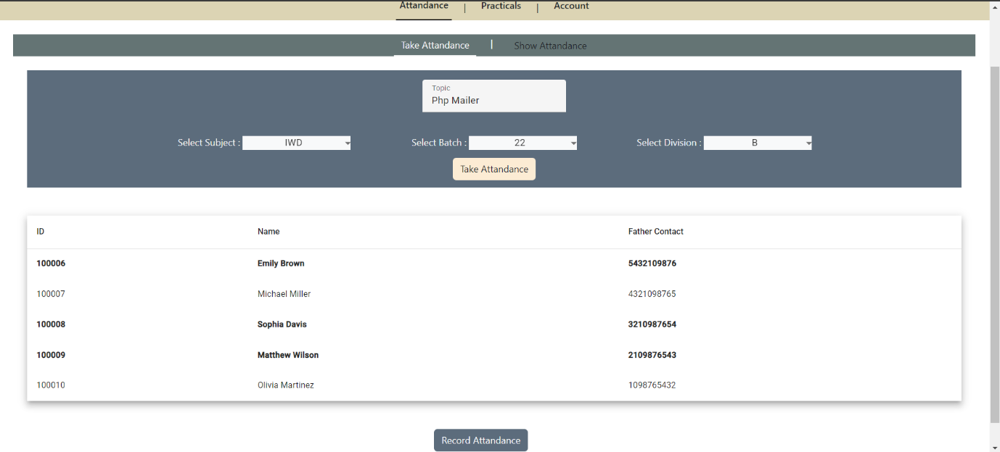 Attandance | Practicals | Account
Take Attandance | Show Attandance
Topic
Php Mailer
Select Subject : IWD Select Batch : 22 Select Division : B
Take Attandance
ID Name Father Contact
100006 Emily Brown 5432109876
100007 Michael Miller 4321098765
100008 Sophia Davis 3210987654
100009 Matthew Wilson 2109876543
100010 Olivia Martinez 1098765432
Record Attandance